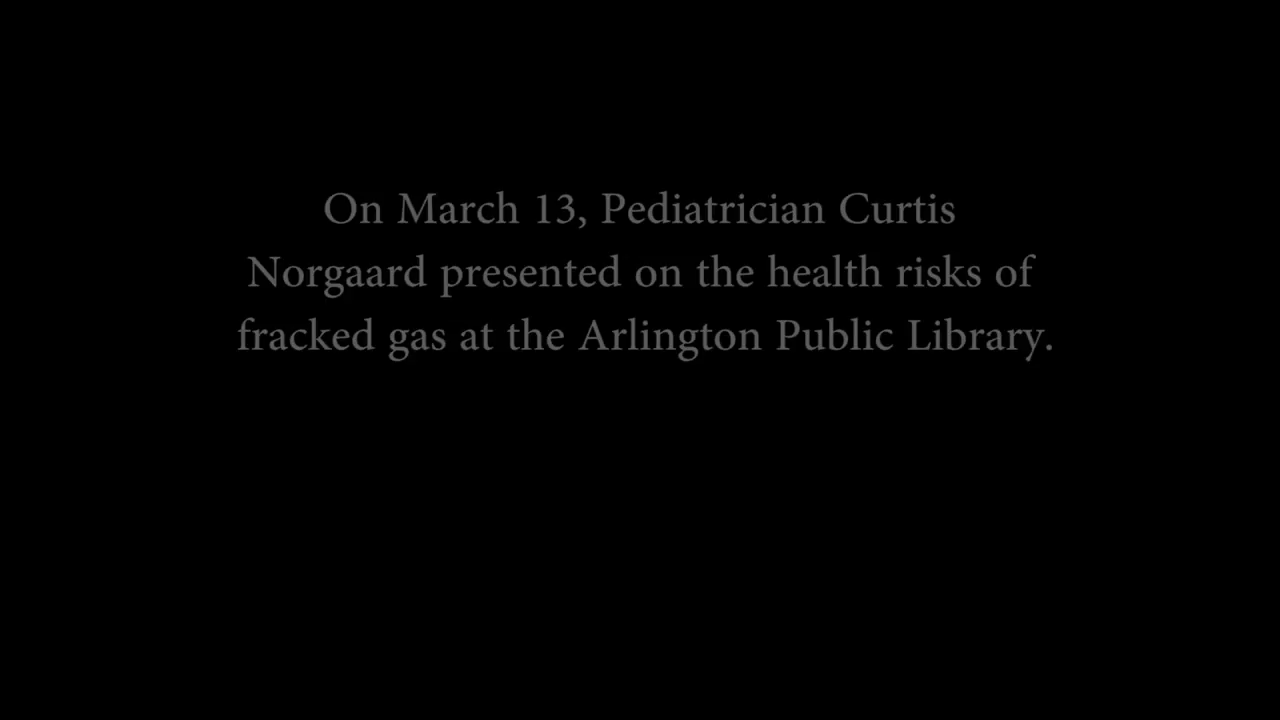 On March 13, Pediatrician Curtis
Norgaard presented on the health risks of
fracked gas at the Arlington Public Library.